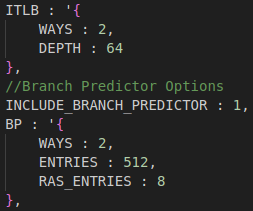 ITLB : '{
    WAYS : 2,
    DEPTH : 64
},
//Branch Predictor Options
INCLUDE_BRANCH_PREDICTOR : 1,
BP : '{
    WAYS : 2,
    ENTRIES : 512,
    RAS_ENTRIES : 8
},